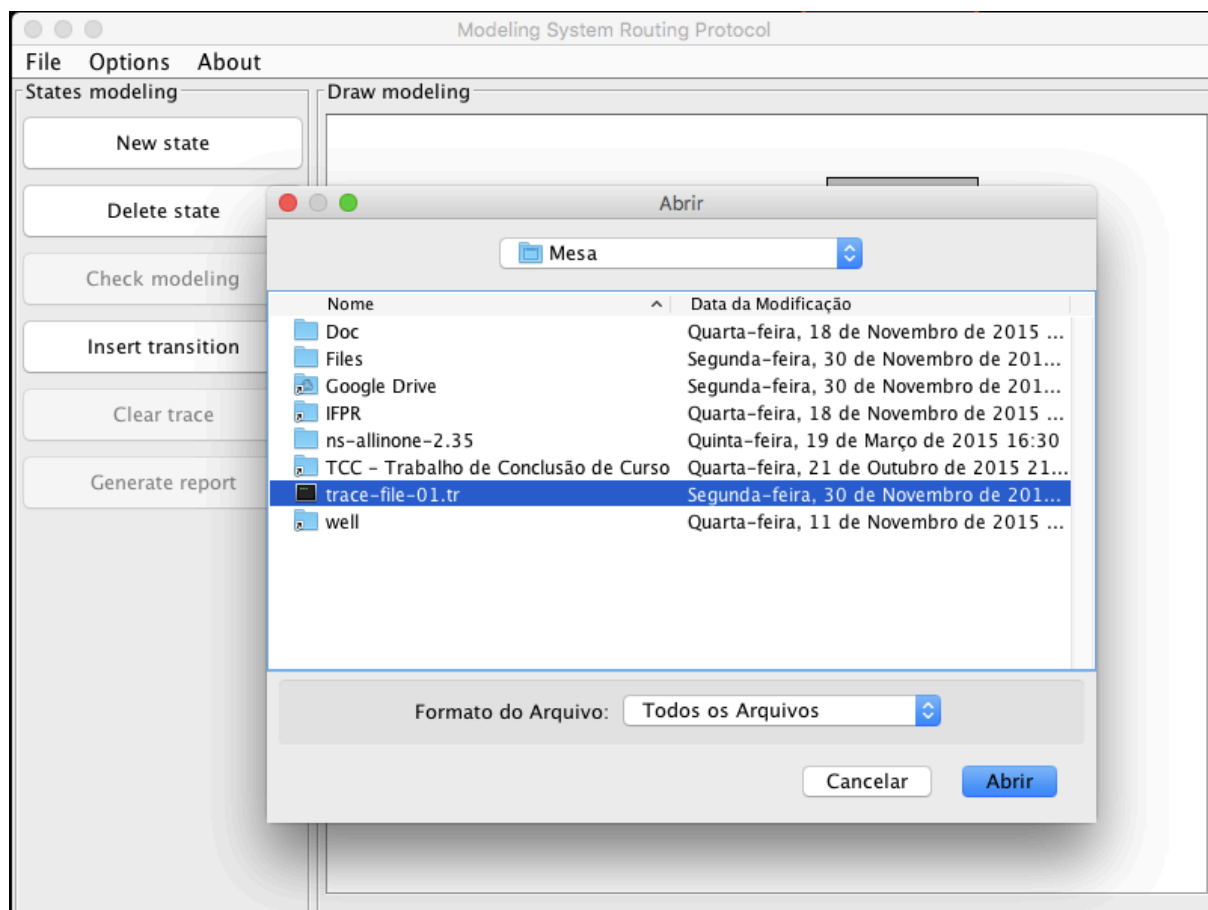 Modeling System Routing Protocol
File Options About
States modeling
Draw modeling
New state
Delete state
Check modeling
Insert transition
Clear trace
Generate report
Abrir
Mesa
Nome Data da Modificação
Doc Quarta-feira, 18 de Novembro de 2015 ...
Files Segunda-feira, 30 de Novembro de 201...
Google Drive Segunda-feira, 30 de Novembro de 201...
IFPR Quarta-feira, 18 de Novembro de 2015 ...
ns-allinone-2.35 Quinta-feira, 19 de Março de 2015 16:30
TCC - Trabalho de Conclusão de Curso Quarta-feira, 21 de Outubro de 2015 21...
trace-file-01.tr Segunda-feira, 30 de Novembro de 201...
well Quarta-feira, 11 de Novembro de 2015 ...
Formato do Arquivo: Todos os Arquivos
Cancelar Abrir